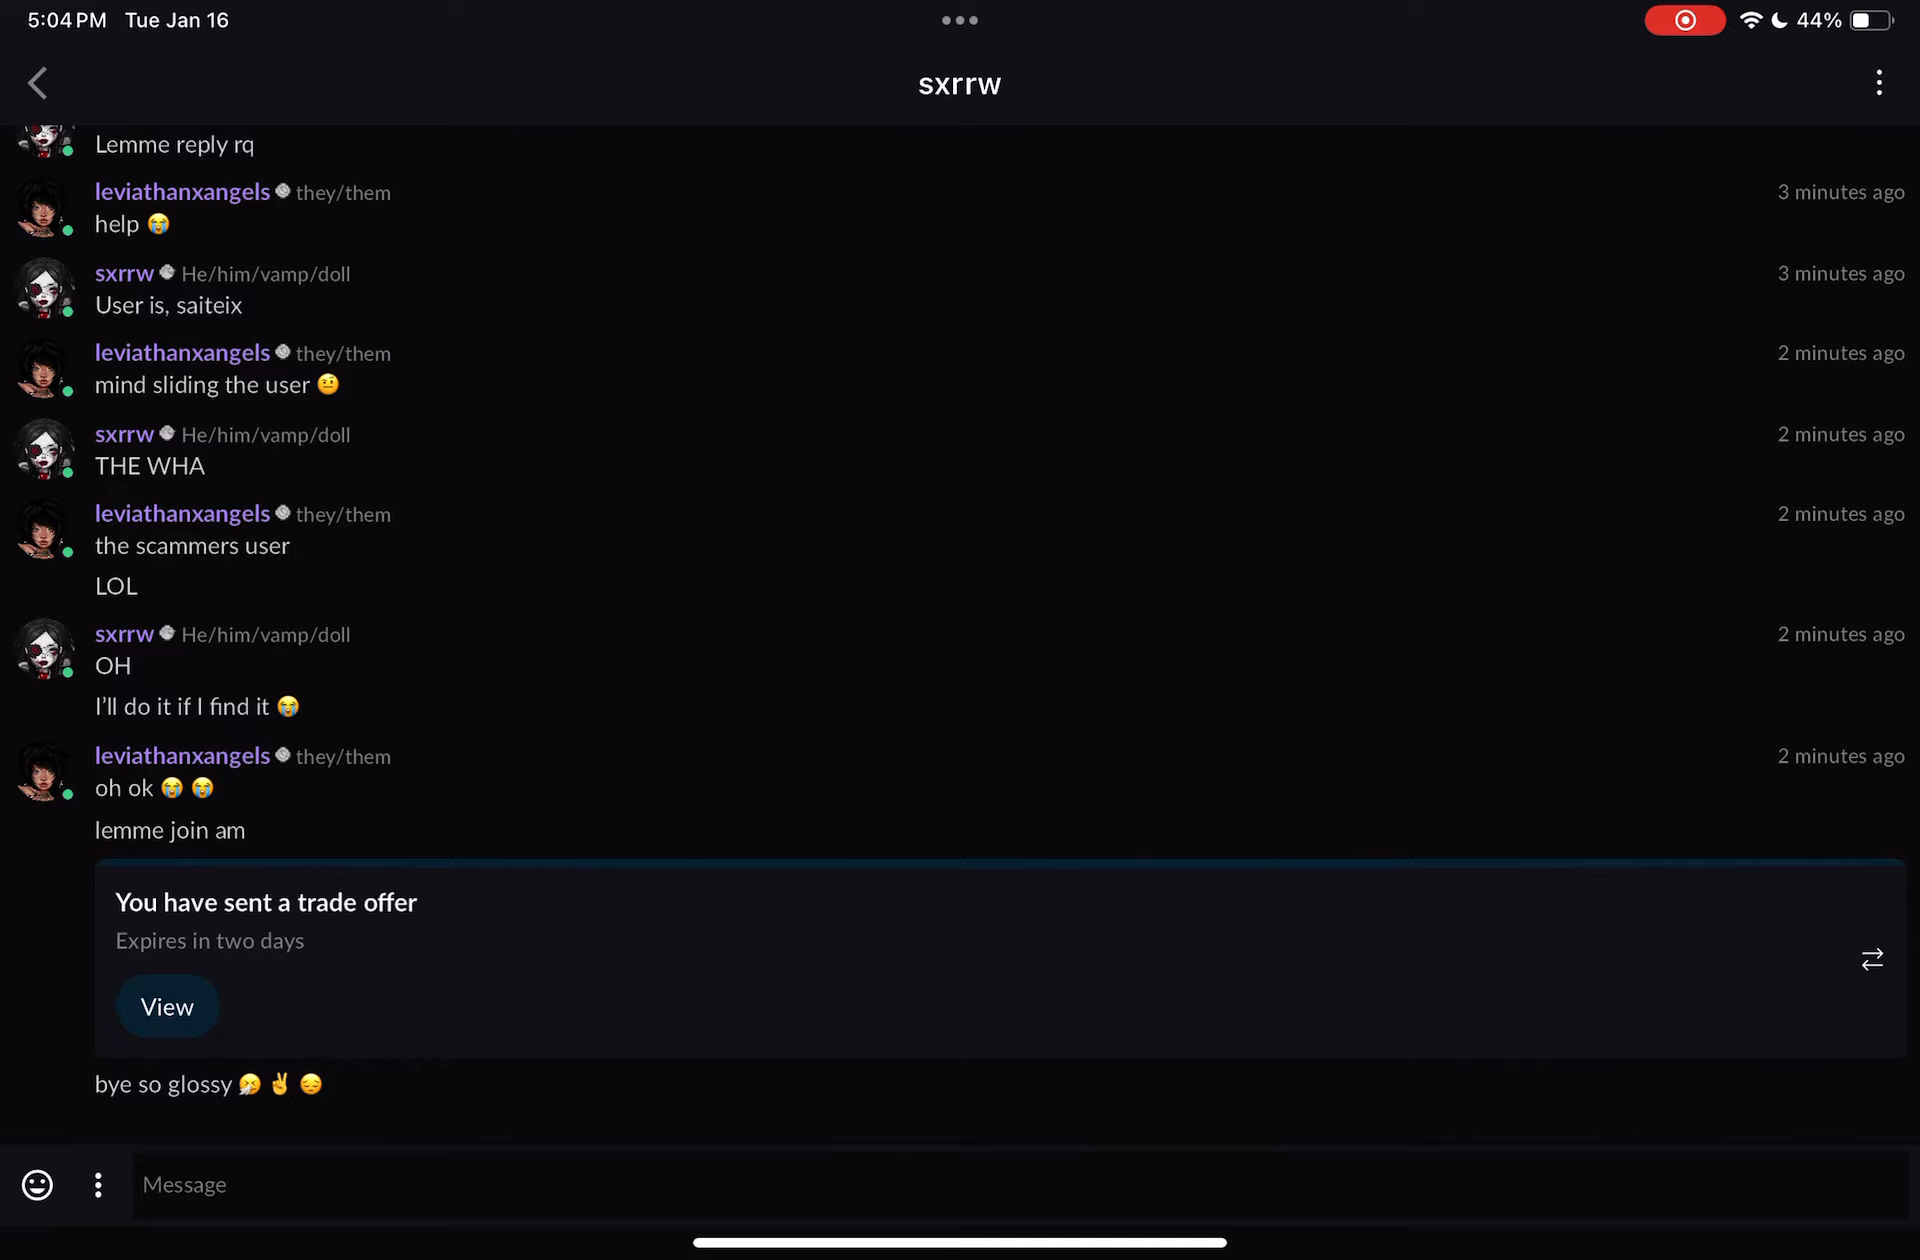 5:04 PM Tue Jan 16
44%
sxrrw
Lemme reply rq
leviathanxangels they/them 3 minutes ago
help 😭
sxrrw He/him/vamp/doll 3 minutes ago
User is, saiteix
leviathanxangels they/them 2 minutes ago
mind sliding the user 🤨
sxrrw He/him/vamp/doll 2 minutes ago
THE WHA
leviathanxangels they/them 2 minutes ago
the scammers user
LOL
sxrrw He/him/vamp/doll 2 minutes ago
OH
I’ll do it if I find it 😭
leviathanxangels they/them 2 minutes ago
oh ok 😭 😭
lemme join am
You have sent a trade offer
Expires in two days
View
bye so glossy 🤧 ✌️ 😔
Message